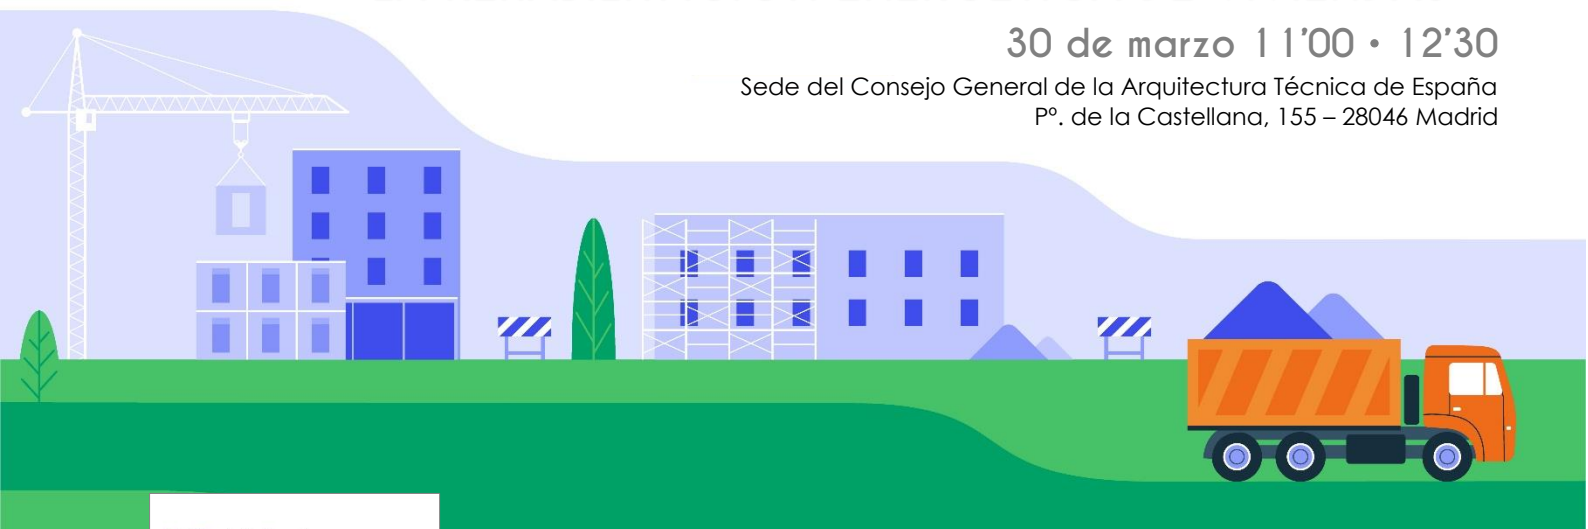 30 de marzo 11’00 • 12’30
Sede del Consejo General de la Arquitectura Técnica de España
Pº. de la Castellana, 155 – 28046 Madrid